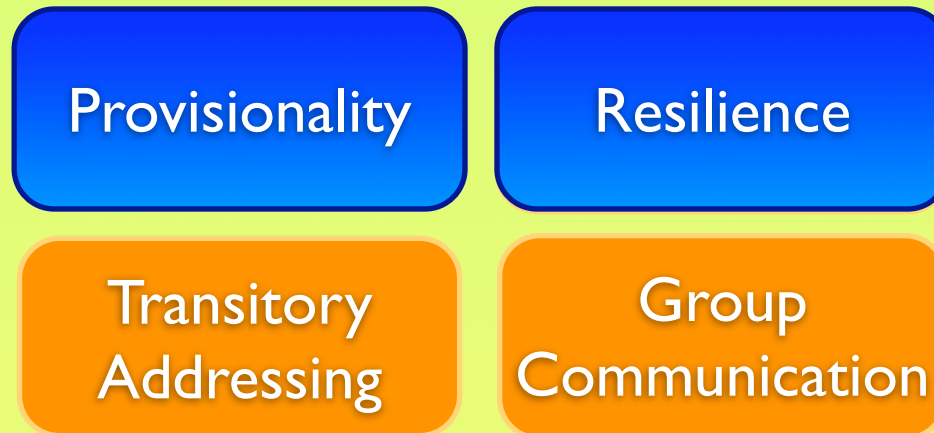 Provisionality
Resilience
Transitory
Addressing
Group
Communication